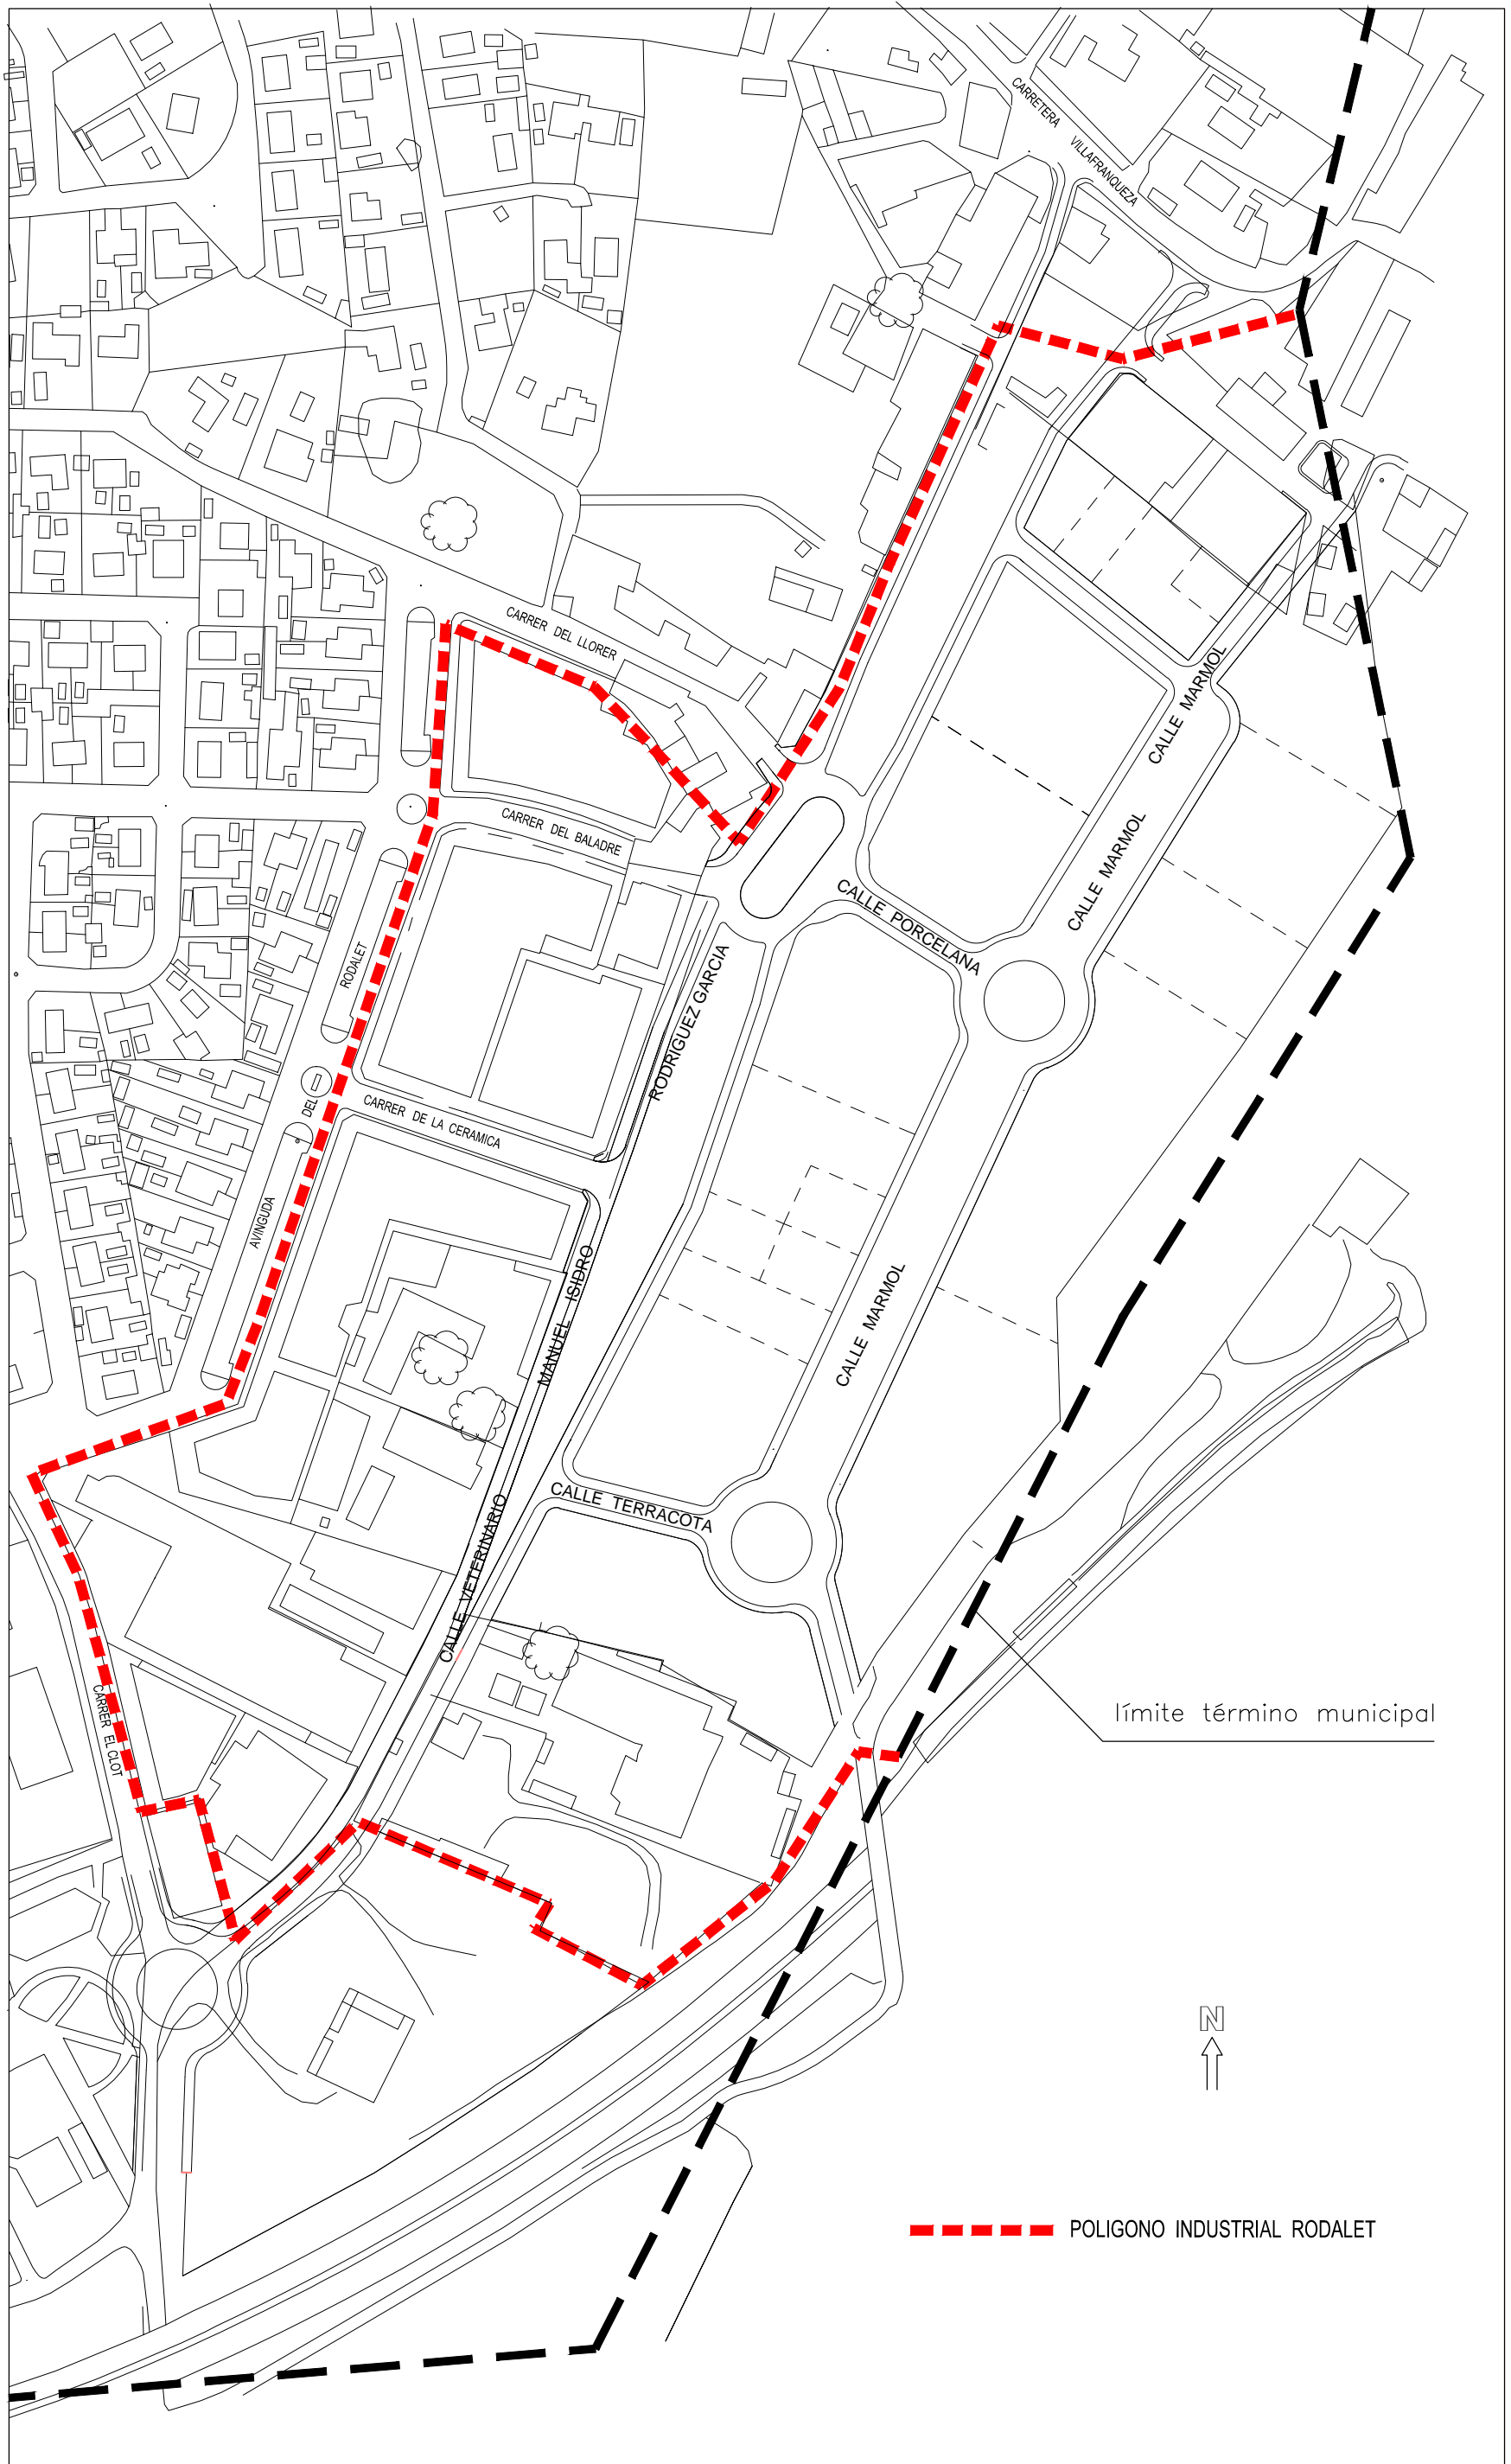 CARRETERA VILLAFRANQUEZA
CARRER DEL LLORER
CALLE MARMOL
CARRER DEL BALADRE
CALLE MARMOL
CALLE PORCELANA
AVINGUDA DEL RODALET
CARRER DE LA CERAMICA
CALLE VETERINARIO MANUEL ISIDRO RODRIGUEZ GARCIA
CALLE MARMOL
CALLE TERRACOTA
CARRER EL CLOT
límite término municipal
N
POLIGONO INDUSTRIAL RODALET